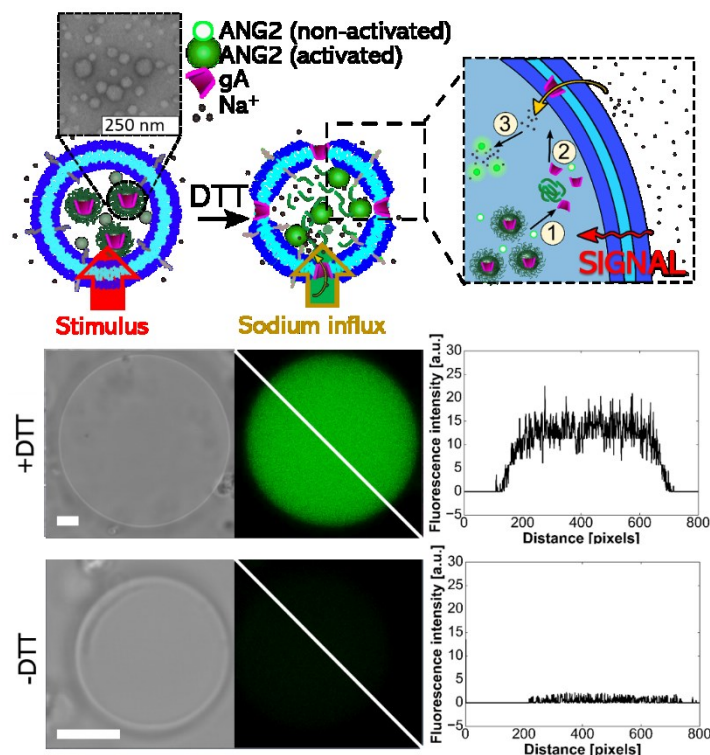 ANG2 (non-activated)
ANG2 (activated)
gA
Na+
250 nm
DTT
3
2
1
SIGNAL
Stimulus
Sodium influx
+DTT
Fluorescence intensity [a.u.]
30
25
20
15
10
5
0
−5
0 200 400 600 800
Distance [pixels]
-DTT
Fluorescence intensity [a.u.]
30
25
20
15
10
5
0
−5
0 200 400 600 800
Distance [pixels]